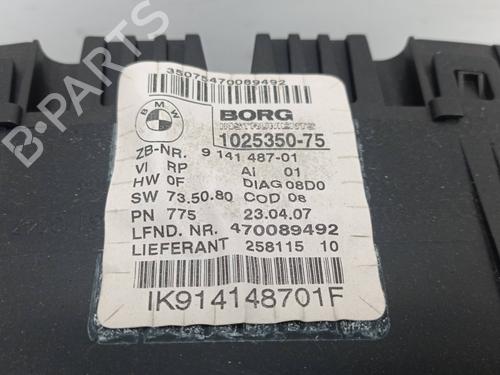 35075470089492
BMW
BORG
INSTRUMENTS
1025350-75
ZB-NR. 9 141 487-01
VI RP AI 01
HW 0F DIAG 08D0
SW 73.50.80 COD 08
PN 775 23.04.07
LFND. NR. 470089492
LIEFERANT 258115 10
IK914148701F